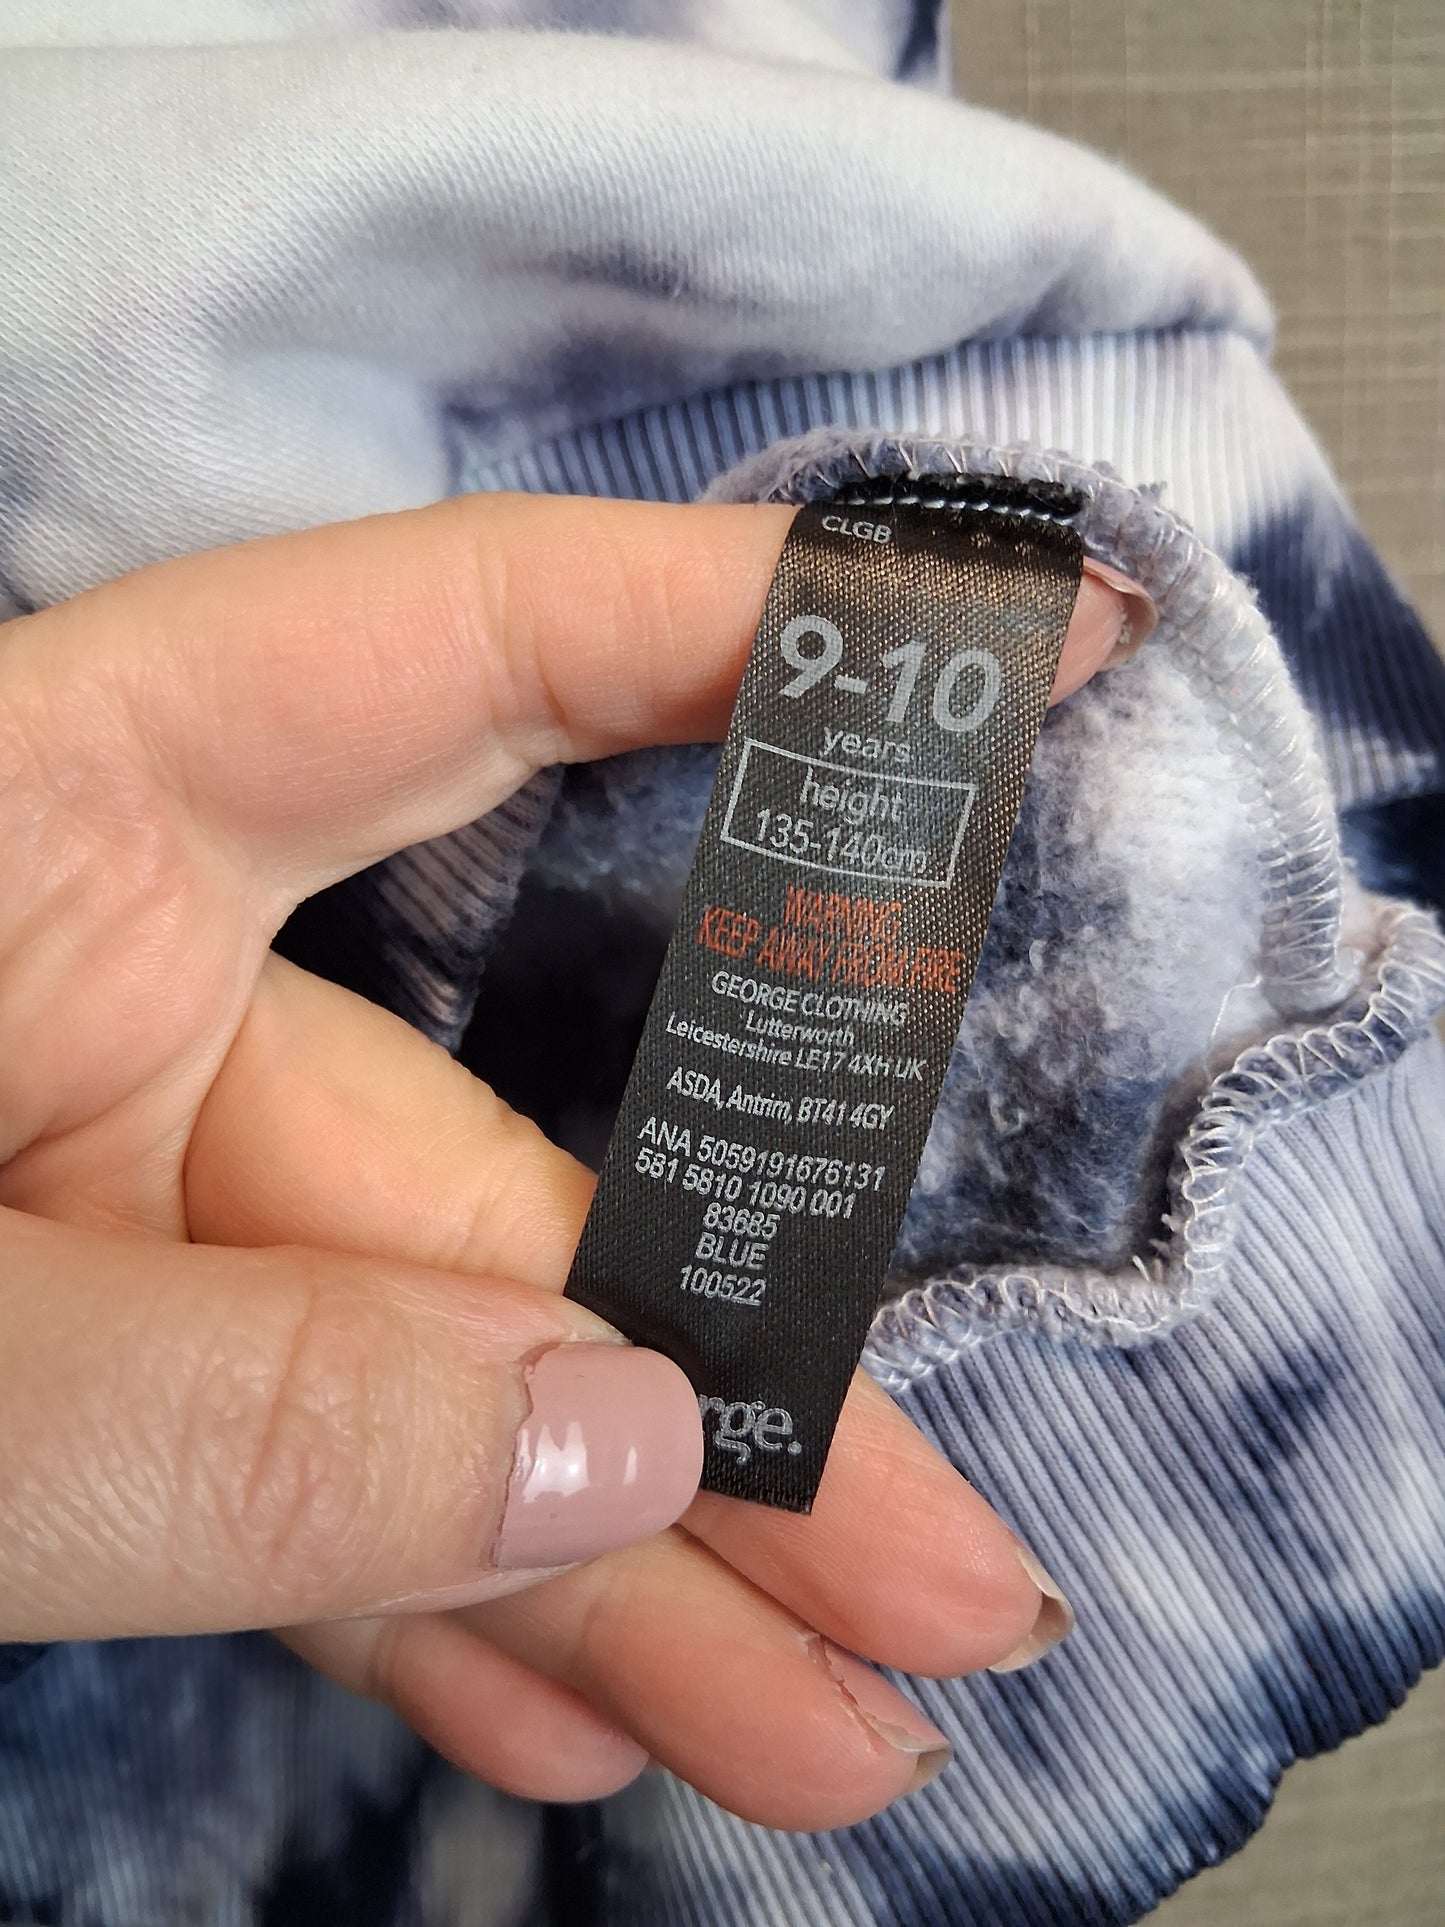 CLGB
9-10
years
height
135-140cm
WARNING
KEEP AWAY FROM FIRE
GEORGE CLOTHING
Lutterworth
Leicestershire LE17 4XH UK
ASDA, Antrim, BT41 4GY
ANA 5059191676131
581 5810 1090 001
83685
BLUE
100522
rge.